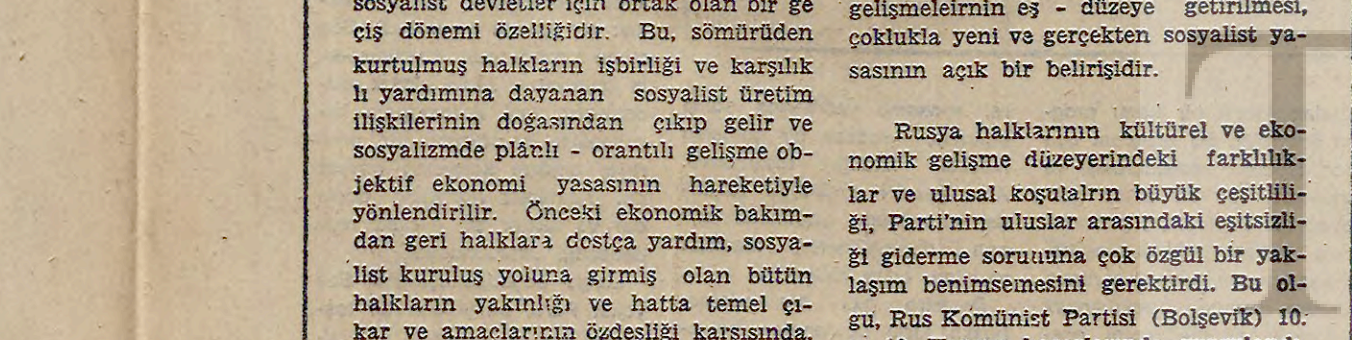 sosyalist devletler için ortak olan bir ge
çiş dönemi özelliğidir. Bu, sömürüden
kurtulmuş halkların işbirliği ve karşılık
lı yardımına dayanan sosyalist üretim
ilişkilerinin doğasından çıkıp gelir ve
sosyalizmde plânlı - orantılı gelişme ob-
jektif ekonomi yasasının hareketiyle
yönlendirilir. Önceki ekonomik bakım-
dan geri halklara dostça yardım, sosya-
list kuruluş yoluna girmiş olan bütün
halkların yakınlığı ve hatta temel çı-
kar ve amaçlarının özdeşliği karşısında,
gelişmeleirnin eş - düzeye getirilmesi,
çoklukla yeni ve gerçekten sosyalist ya-
sasının açık bir belirişidir.
Rusya halklarının kültürel ve eko-
nomik gelişme düzeyerindeki farklılık-
lar ve ulusal koşulalrın büyük çeşitlili-
ği, Parti'nin uluslar arasındaki eşitsizli-
ği giderme sorununa çok özgül bir yak-
laşım benimsemesini gerektirdi. Bu ol-
gu, Rus Komünist Partisi (Bolşevik) 10.
T